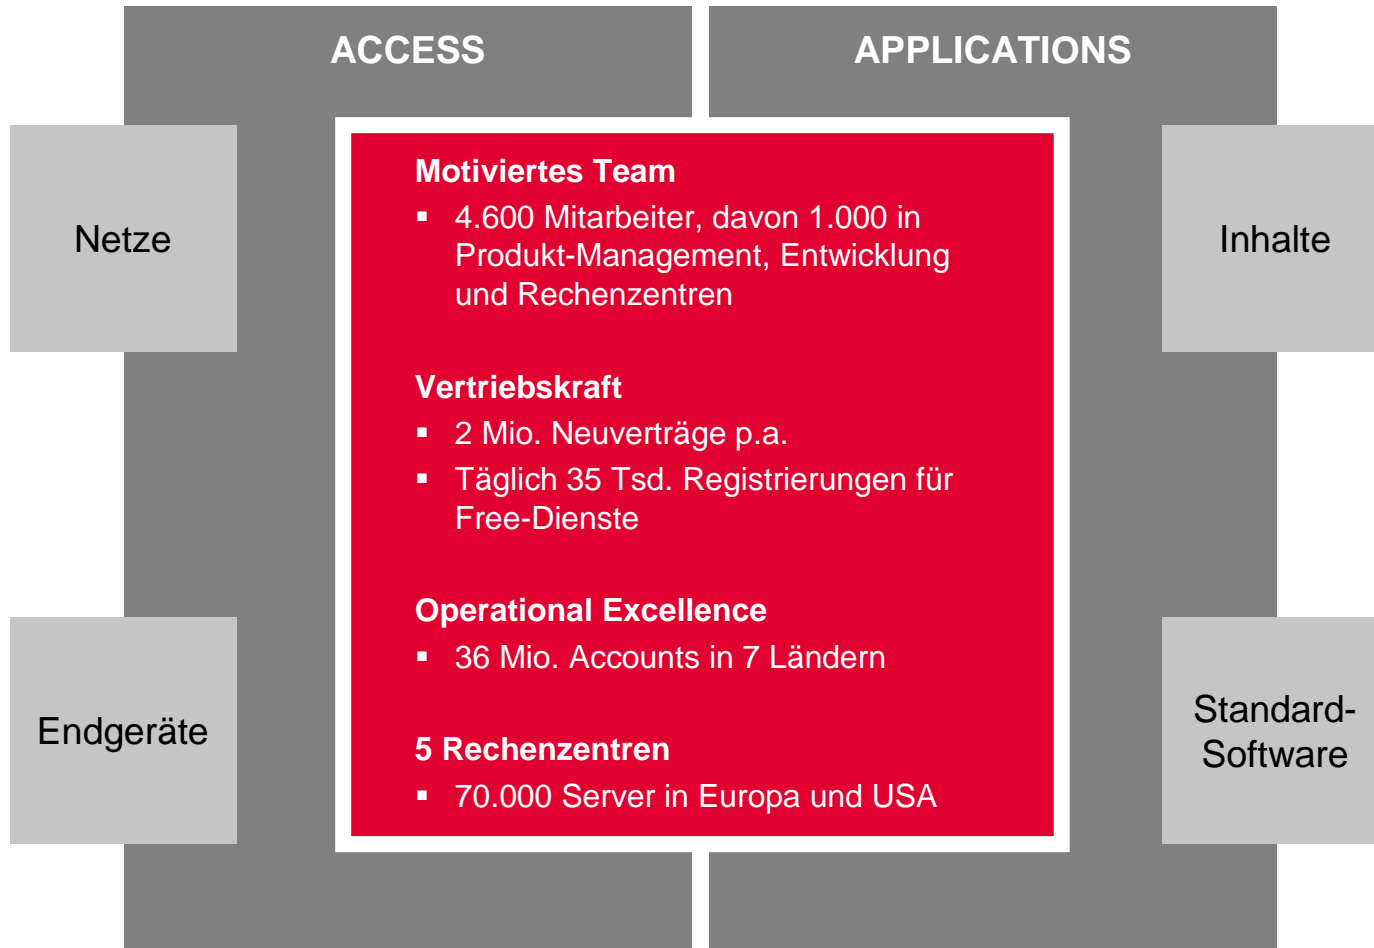 ACCESS
APPLICATIONS
Netze
Endgeräte
Motiviertes Team
▪ 4.600 Mitarbeiter, davon 1.000 in
Produkt-Management, Entwicklung
und Rechenzentren
Vertriebskraft
▪ 2 Mio. Neuverträge p.a.
▪ Täglich 35 Tsd. Registrierungen für
Free-Dienste
Operational Excellence
▪ 36 Mio. Accounts in 7 Ländern
5 Rechenzentren
▪ 70.000 Server in Europa und USA
Inhalte
Standard-
Software